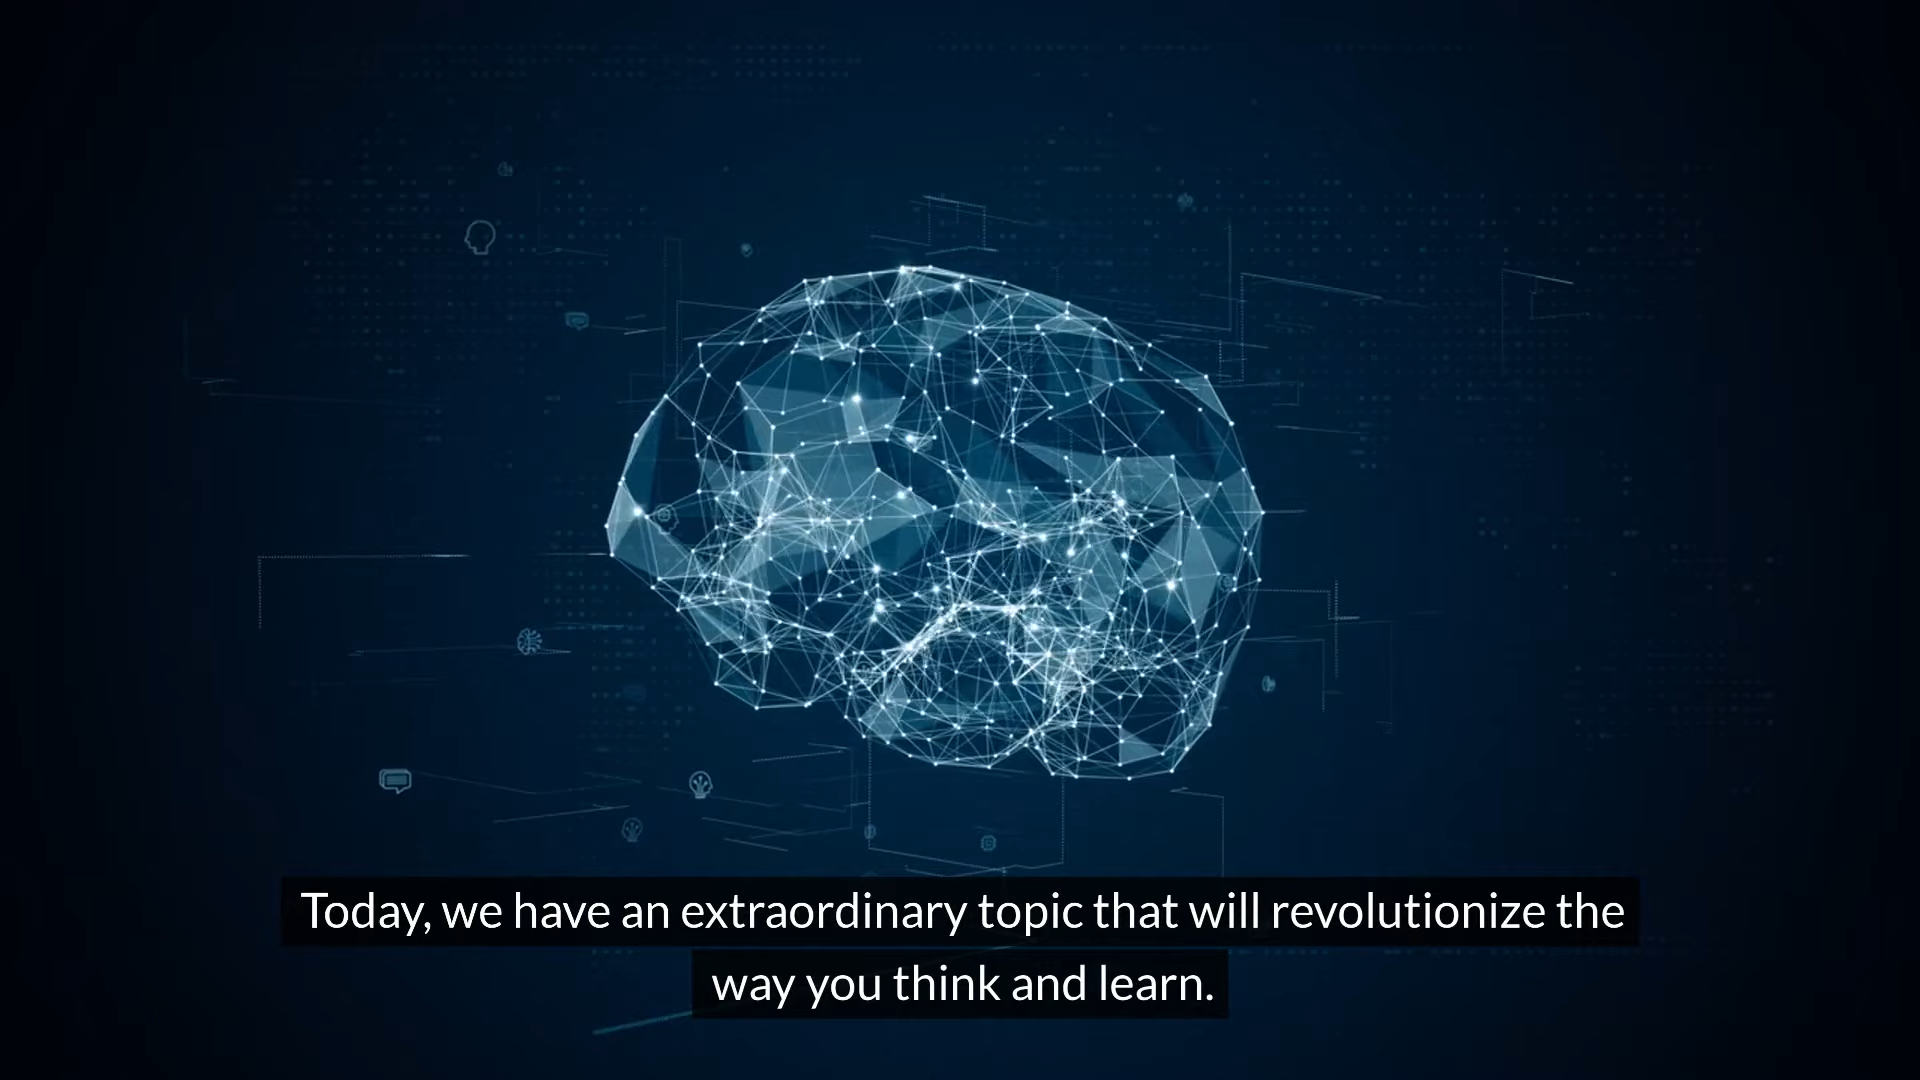 Today, we have an extraordinary topic that will revolutionize the
way you think and learn.